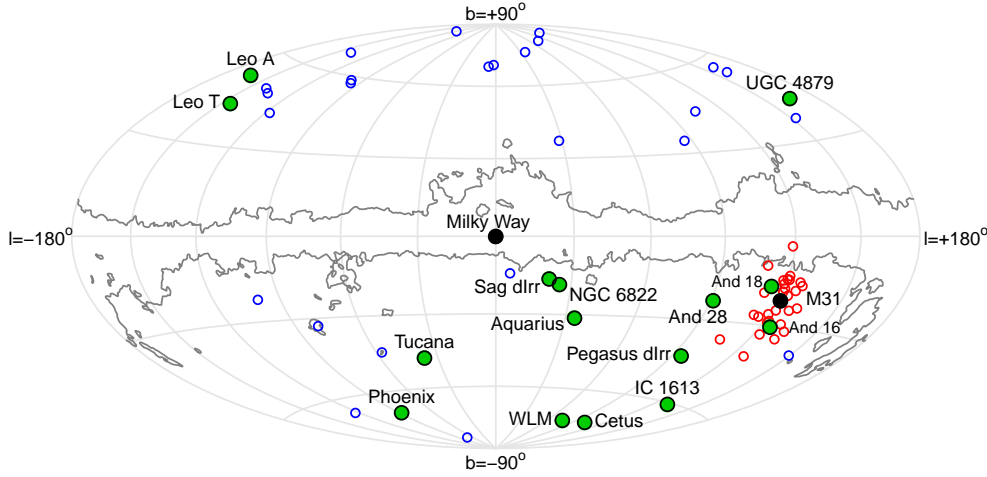 b=+90°
Leo A
UGC 4879
Leo T
Milky Way
l=−180°
l=+180°
Sag dIrr
NGC 6822
And 18
M31
And 28
Aquarius
And 16
Tucana
Pegasus dIrr
Phoenix
IC 1613
WLM
Cetus
b=−90°